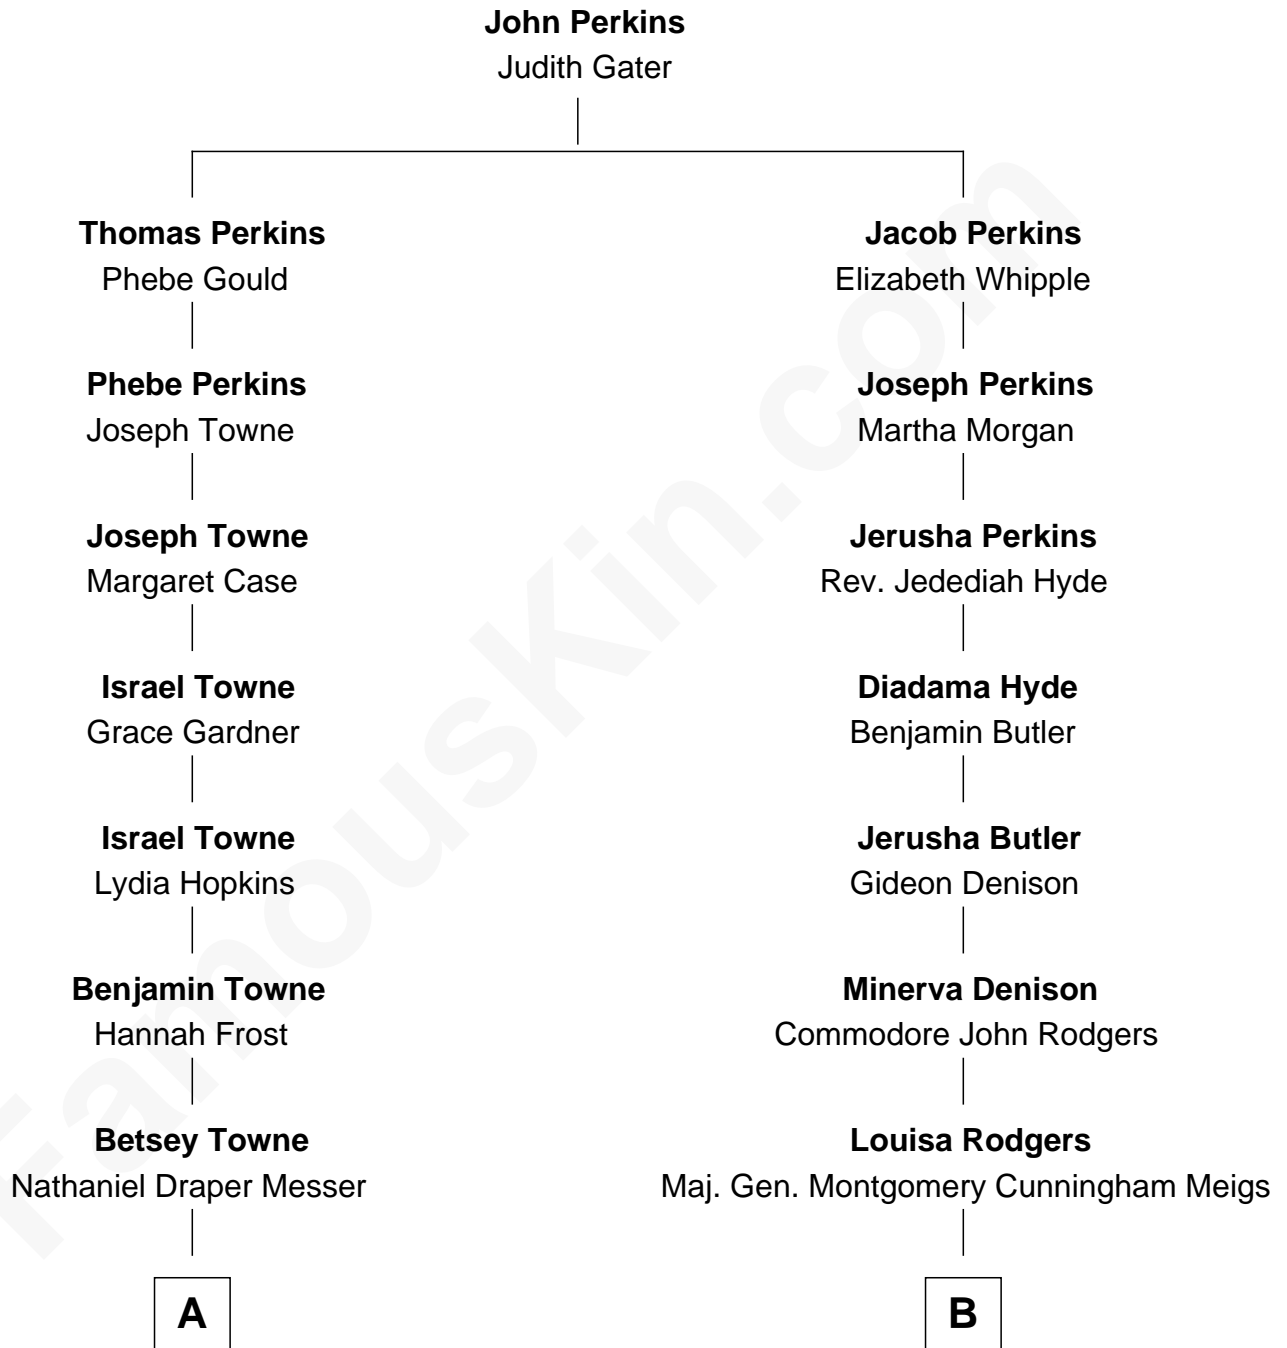 John Perkins
Judith Gater
Thomas Perkins
Phebe Gould
Jacob Perkins
Elizabeth Whipple
Phebe Perkins
Joseph Towne
Joseph Perkins
Martha Morgan
Joseph Towne
Margaret Case
Jerusha Perkins
Rev. Jedediah Hyde
Israel Towne
Grace Gardner
Diadama Hyde
Benjamin Butler
Israel Towne
Lydia Hopkins
Jerusha Butler
Gideon Denison
Benjamin Towne
Hannah Frost
Minerva Denison
Commodore John Rodgers
Betsey Towne
Nathaniel Draper Messer
Louisa Rodgers
Maj. Gen. Montgomery Cunningham Meigs
A
B
FamousKin.com